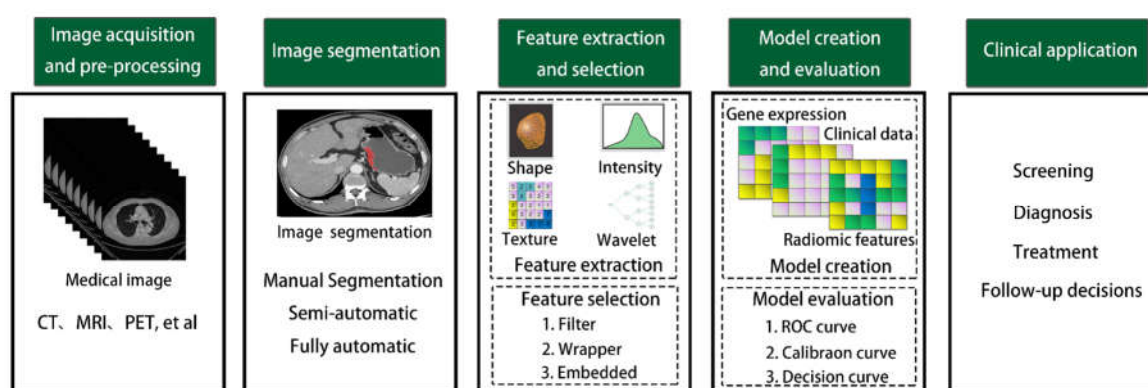 Image acquisition
and pre-processing
Medical image
CT、MRI、PET, et al
Image segmentation
Image segmentation
Manual Segmentation
Semi-automatic
Fully automatic
Feature extraction
and selection
Shape
Intensity
Texture
Wavelet
Feature extraction
Feature selection
1. Filter
2. Wrapper
3. Embedded
Model creation
and evaluation
Gene expression
Clinical data
Radiomic features
Model creation
Model evaluation
1. ROC curve
2. Calibraon curve
3. Decision curve
Clinical application
Screening
Diagnosis
Treatment
Follow-up decisions